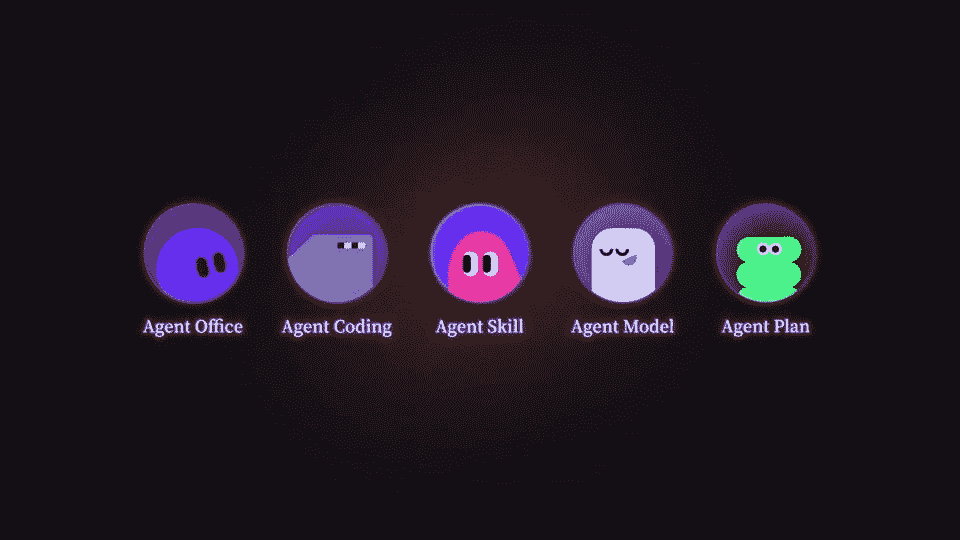 Agent Office
Agent Coding
Agent Skill
Agent Model
Agent Plan